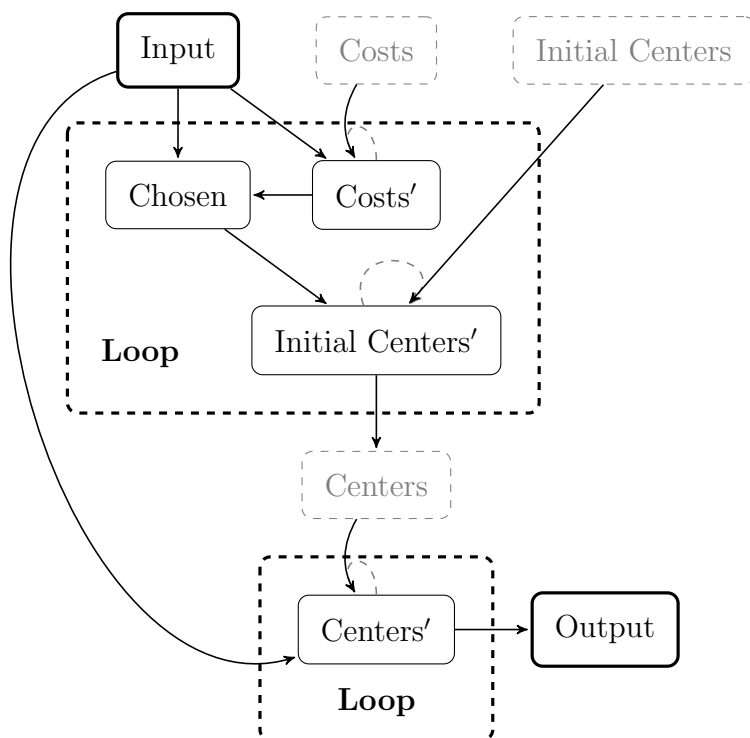 Input
Costs
Initial Centers
Chosen
Costs′
Initial Centers′
Loop
Centers
Centers′
Output
Loop